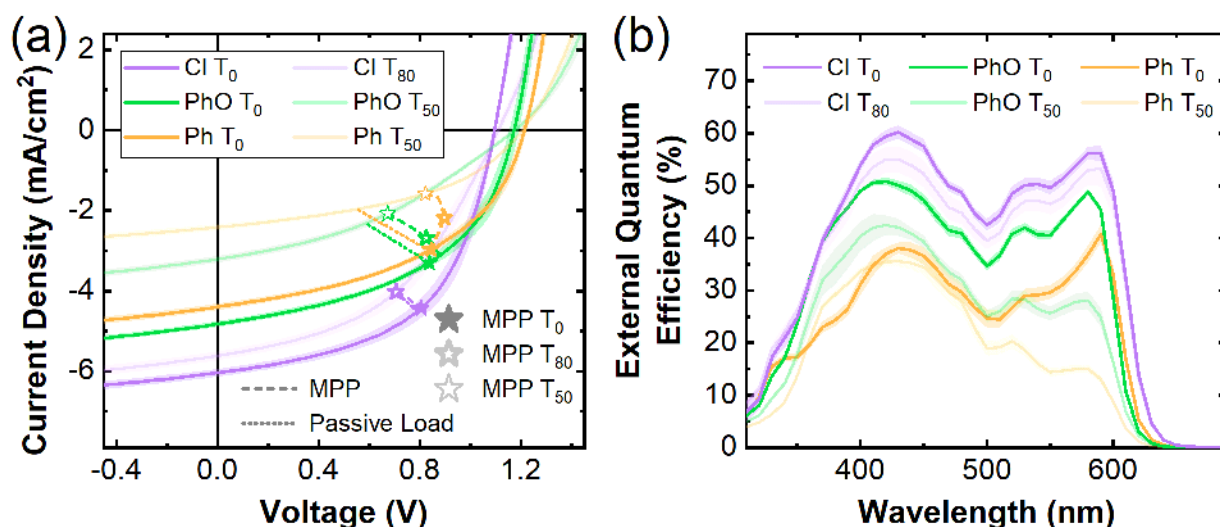 (a)
Current Density (mA/cm²)
2
0
-2
-4
-6
Cl T₀
Cl T₈₀
PhO T₀
PhO T₅₀
Ph T₀
Ph T₅₀
MPP T₀
MPP T₈₀
MPP T₅₀
MPP
Passive Load
-0.4
0.0
0.4
0.8
1.2
Voltage (V)
(b)
External Quantum
Efficiency (%)
70
60
50
40
30
20
10
0
Cl T₀
PhO T₀
Ph T₀
Cl T₈₀
PhO T₅₀
Ph T₅₀
400
500
600
Wavelength (nm)